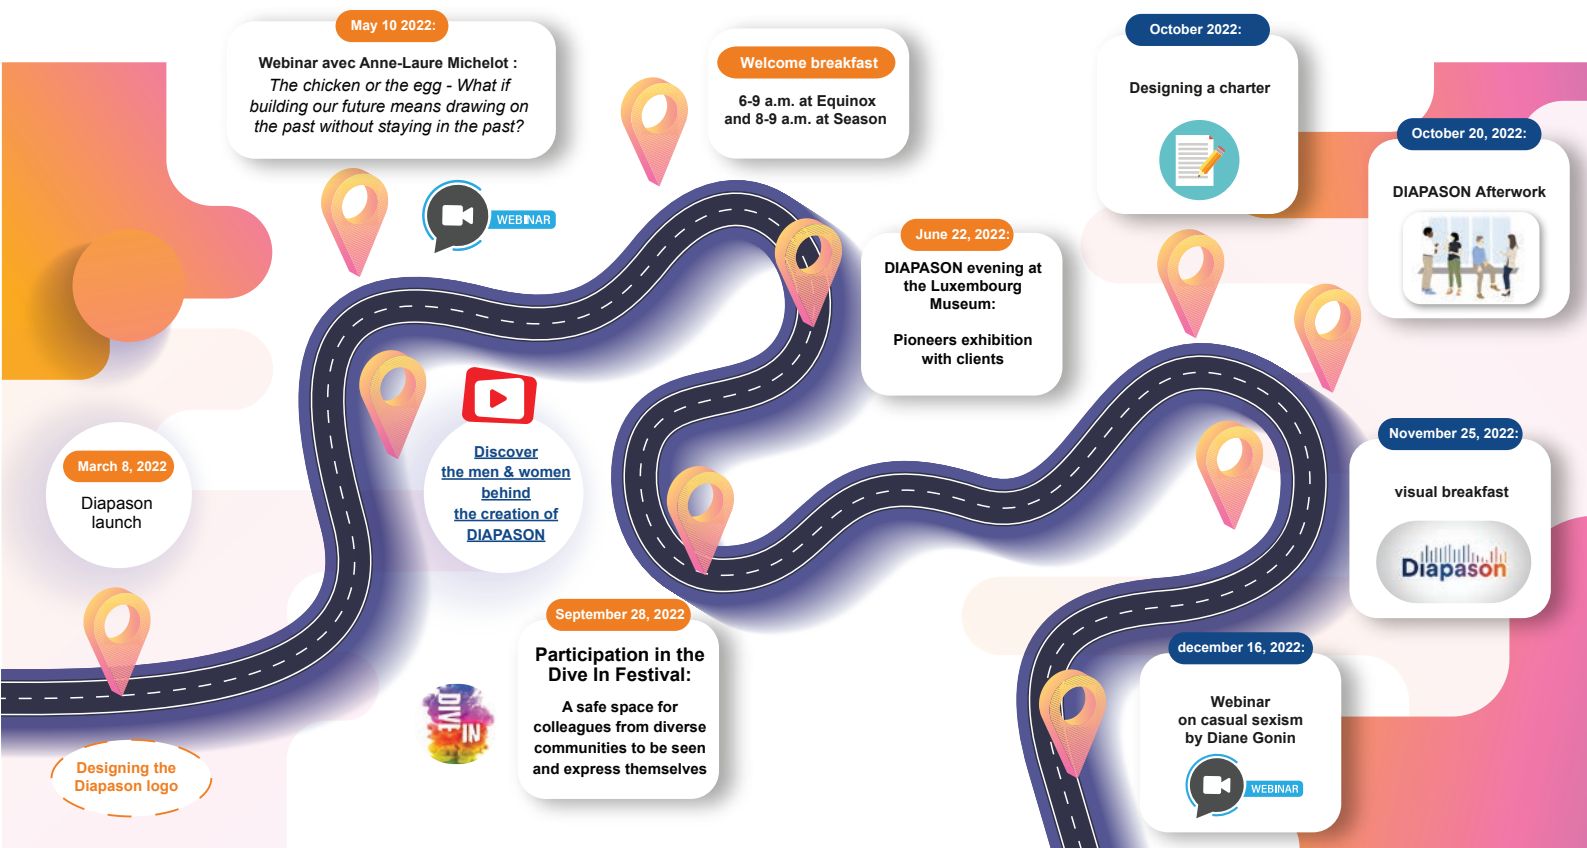 May 10 2022:
Webinar avec Anne-Laure Michelot :
The chicken or the egg - What if
building our future means drawing on
the past without staying in the past?
WEBINAR
Welcome breakfast
6-9 a.m. at Equinox
and 8-9 a.m. at Season
October 2022:
Designing a charter
October 20, 2022:
DIAPASON Afterwork
June 22, 2022:
DIAPASON evening at
the Luxembourg
Museum:
Pioneers exhibition
with clients
March 8, 2022
Diapason
launch
Discover
the men & women
behind
the creation of
DIAPASON
November 25, 2022:
visual breakfast
Diapason
September 28, 2022
Participation in the
Dive In Festival:
A safe space for
colleagues from diverse
communities to be seen
and express themselves
DIVE
IN
december 16, 2022:
Webinar
on casual sexism
by Diane Gonin
WEBINAR
Designing the
Diapason logo